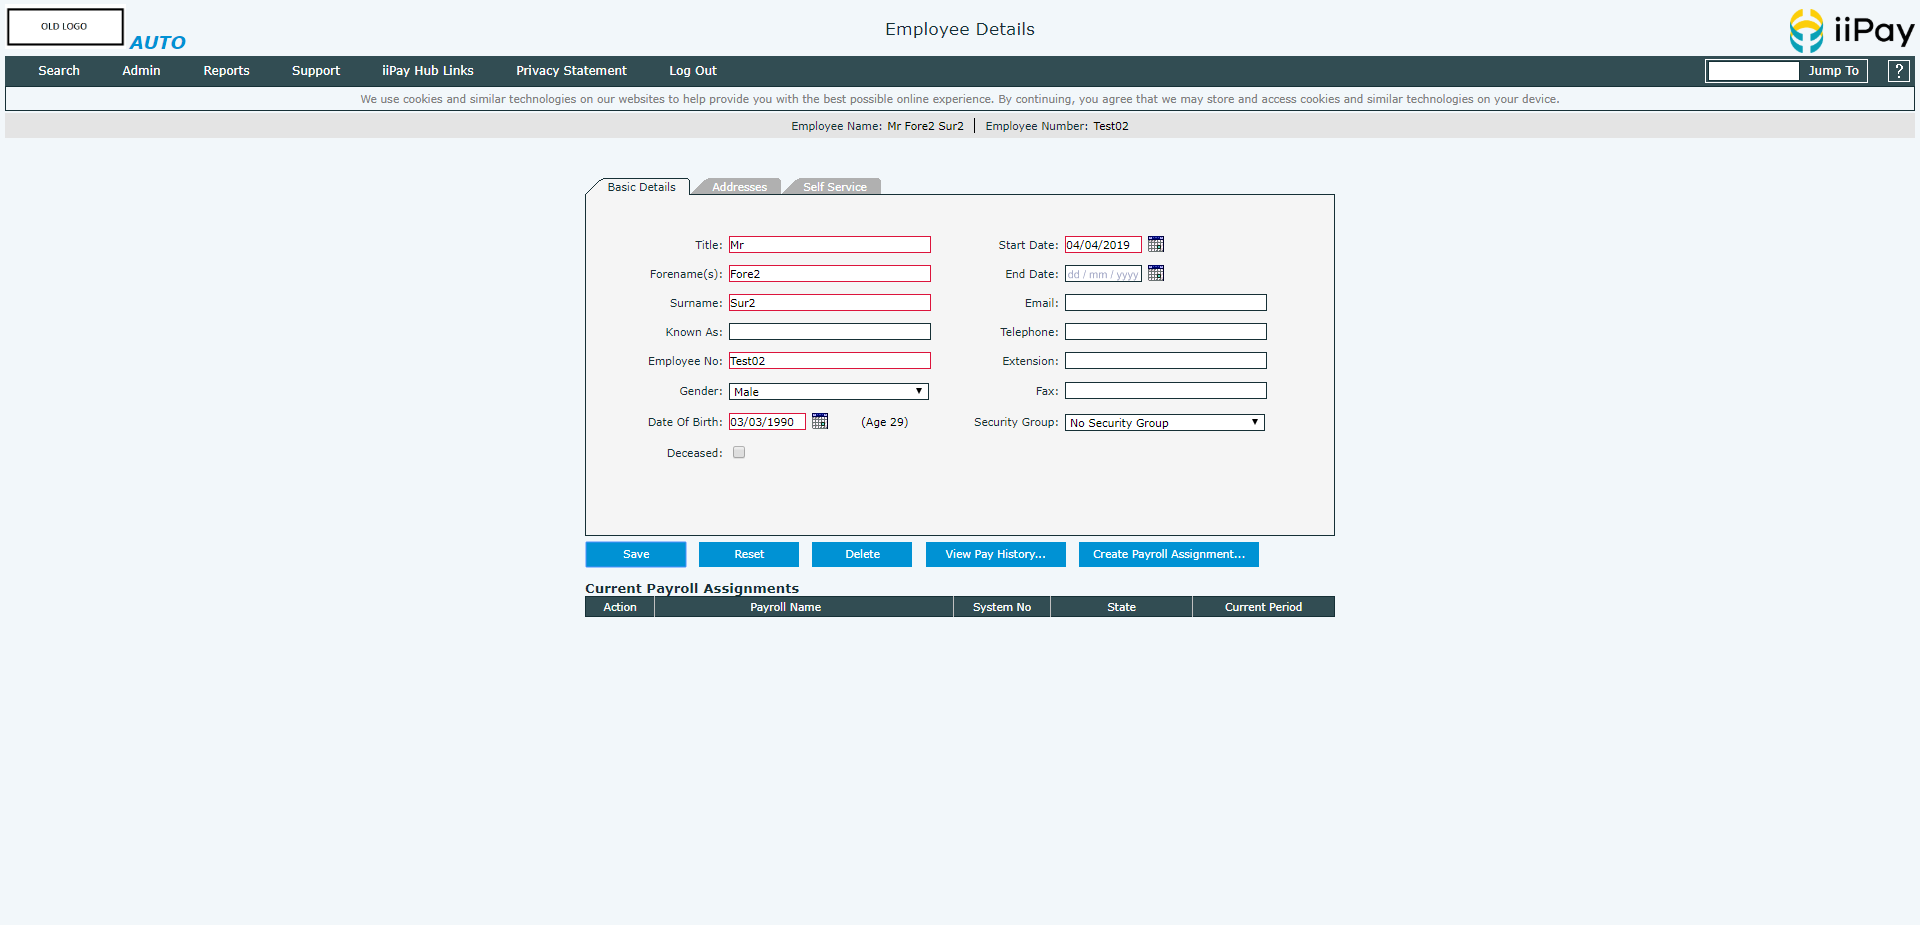 OLD LOGO
AUTO
Employee Details
iiPay
Search Admin Reports Support iiPay Hub Links Privacy Statement Log Out Jump To ?
We use cookies and similar technologies on our websites to help provide you with the best possible online experience. By continuing, you agree that we may store and access cookies and similar technologies on your device.
Employee Name: Mr Fore2 Sur2 Employee Number: Test02
Basic Details Addresses Self Service
Title: Mr Start Date: 04/04/2019
Forename(s): Fore2 End Date: dd / mm / yyyy
Surname: Sur2 Email:
Known As: Telephone:
Employee No: Test02 Extension:
Gender: Male Fax:
Date Of Birth: 03/03/1990 (Age 29) Security Group: No Security Group
Deceased:
Save Reset Delete View Pay History... Create Payroll Assignment...
Current Payroll Assignments
Action Payroll Name System No State Current Period